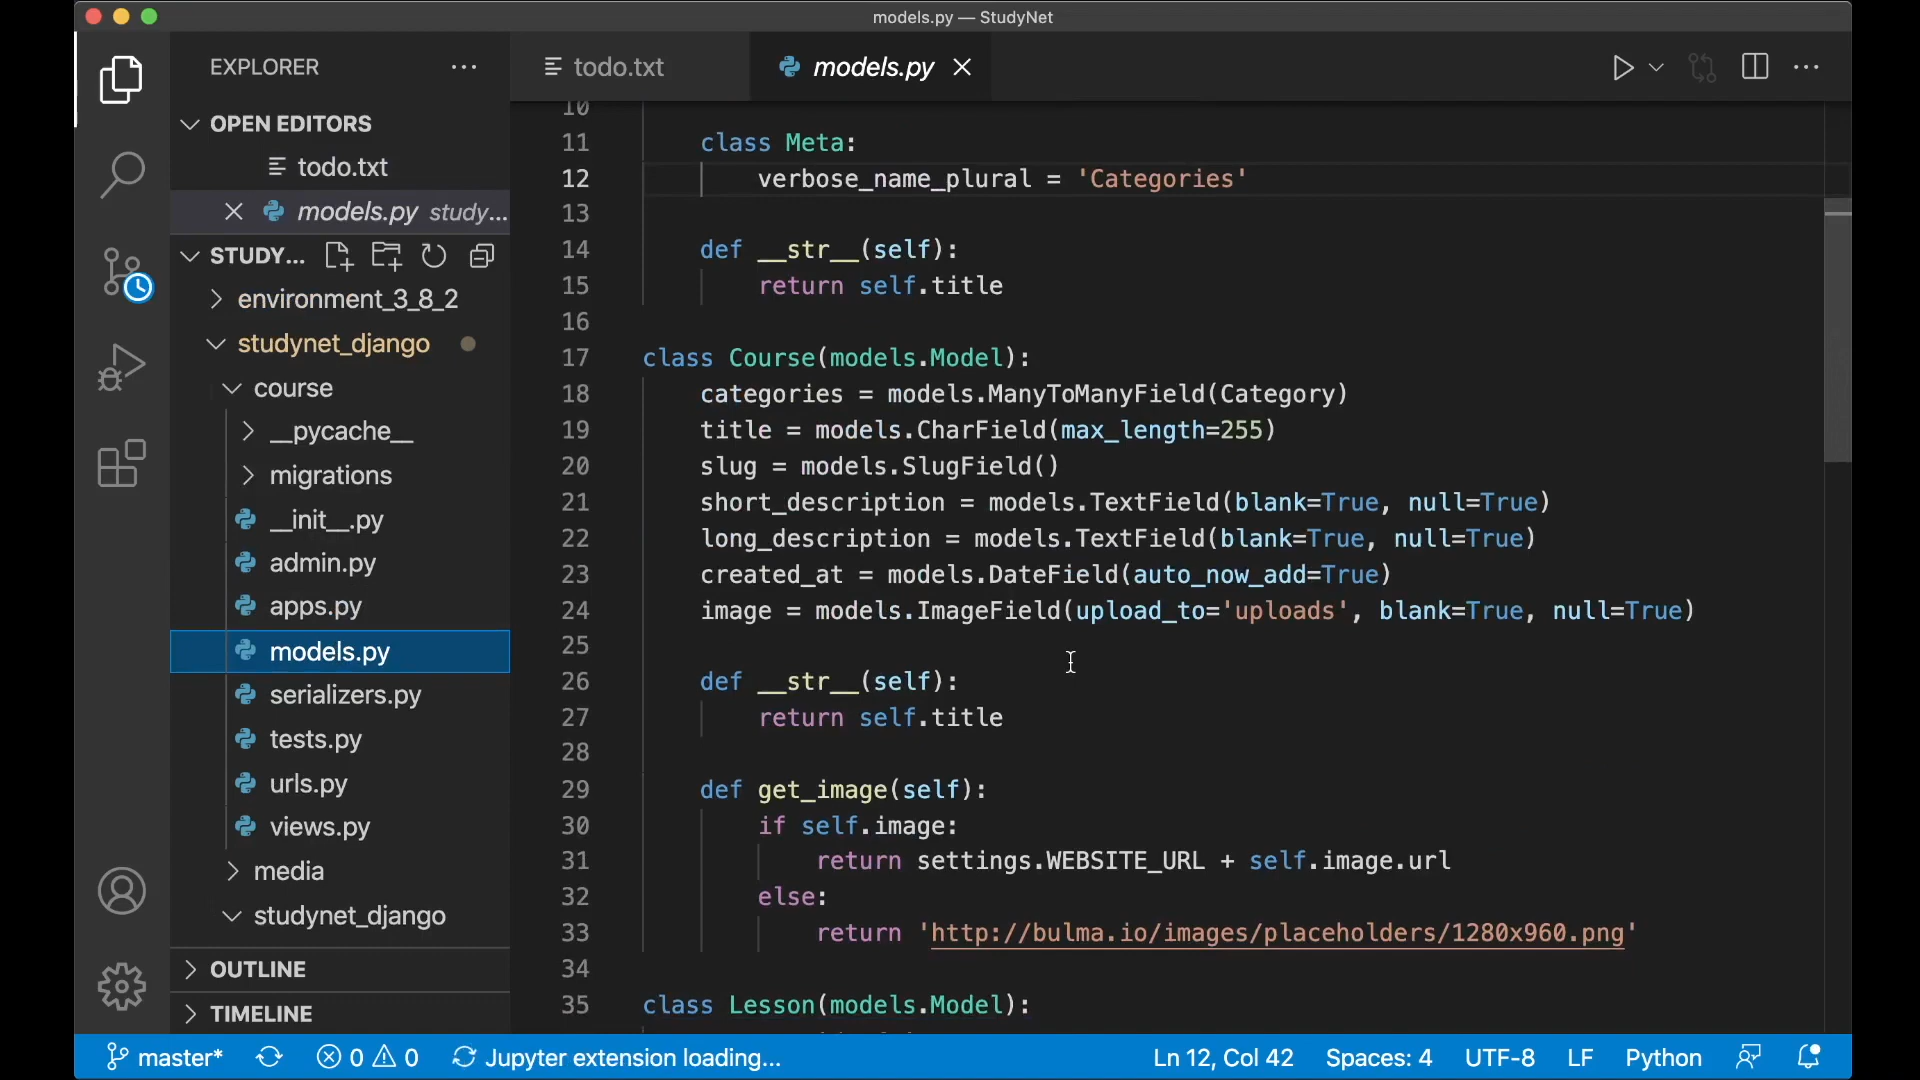 models.py — StudyNet
EXPLORER
OPEN EDITORS
todo.txt
models.py study...
STUDY...
environment_3_8_2
studynet_django
course
__pycache__
migrations
__init__.py
admin.py
apps.py
models.py
serializers.py
tests.py
urls.py
views.py
media
studynet_django
OUTLINE
TIMELINE
todo.txt
models.py
10
11 class Meta:
12 verbose_name_plural = 'Categories'
13
14 def __str__(self):
15 return self.title
16
17 class Course(models.Model):
18 categories = models.ManyToManyField(Category)
19 title = models.CharField(max_length=255)
20 slug = models.SlugField()
21 short_description = models.TextField(blank=True, null=True)
22 long_description = models.TextField(blank=True, null=True)
23 created_at = models.DateField(auto_now_add=True)
24 image = models.ImageField(upload_to='uploads', blank=True, null=True)
25
26 def __str__(self):
27 return self.title
28
29 def get_image(self):
30 if self.image:
31 return settings.WEBSITE_URL + self.image.url
32 else:
33 return 'http://bulma.io/images/placeholders/1280x960.png'
34
35 class Lesson(models.Model):
master* 0 0 Jupyter extension loading... Ln 12, Col 42 Spaces: 4 UTF-8 LF Python